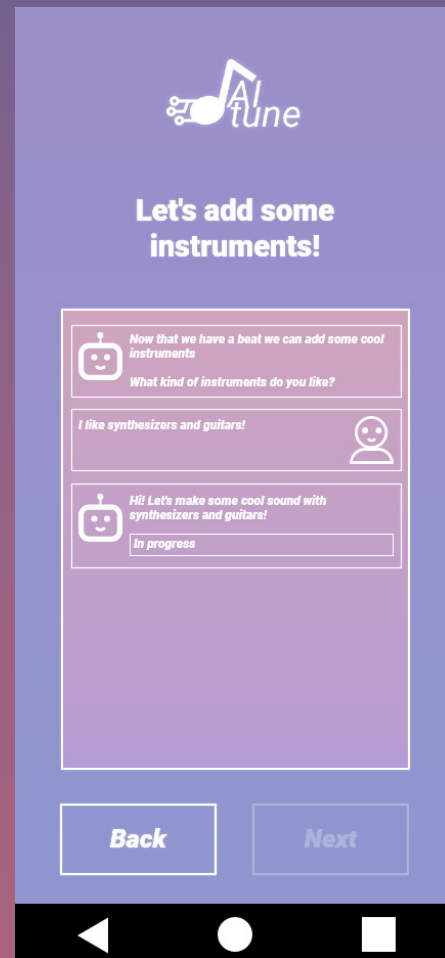 AI
tune
Let's add some
instruments!
Now that we have a beat we can add some cool
instruments
What kind of instruments do you like?
I like synthesizers and guitars!
Hi! Let's make some cool sound with
synthesizers and guitars!
In progress
Back
Next